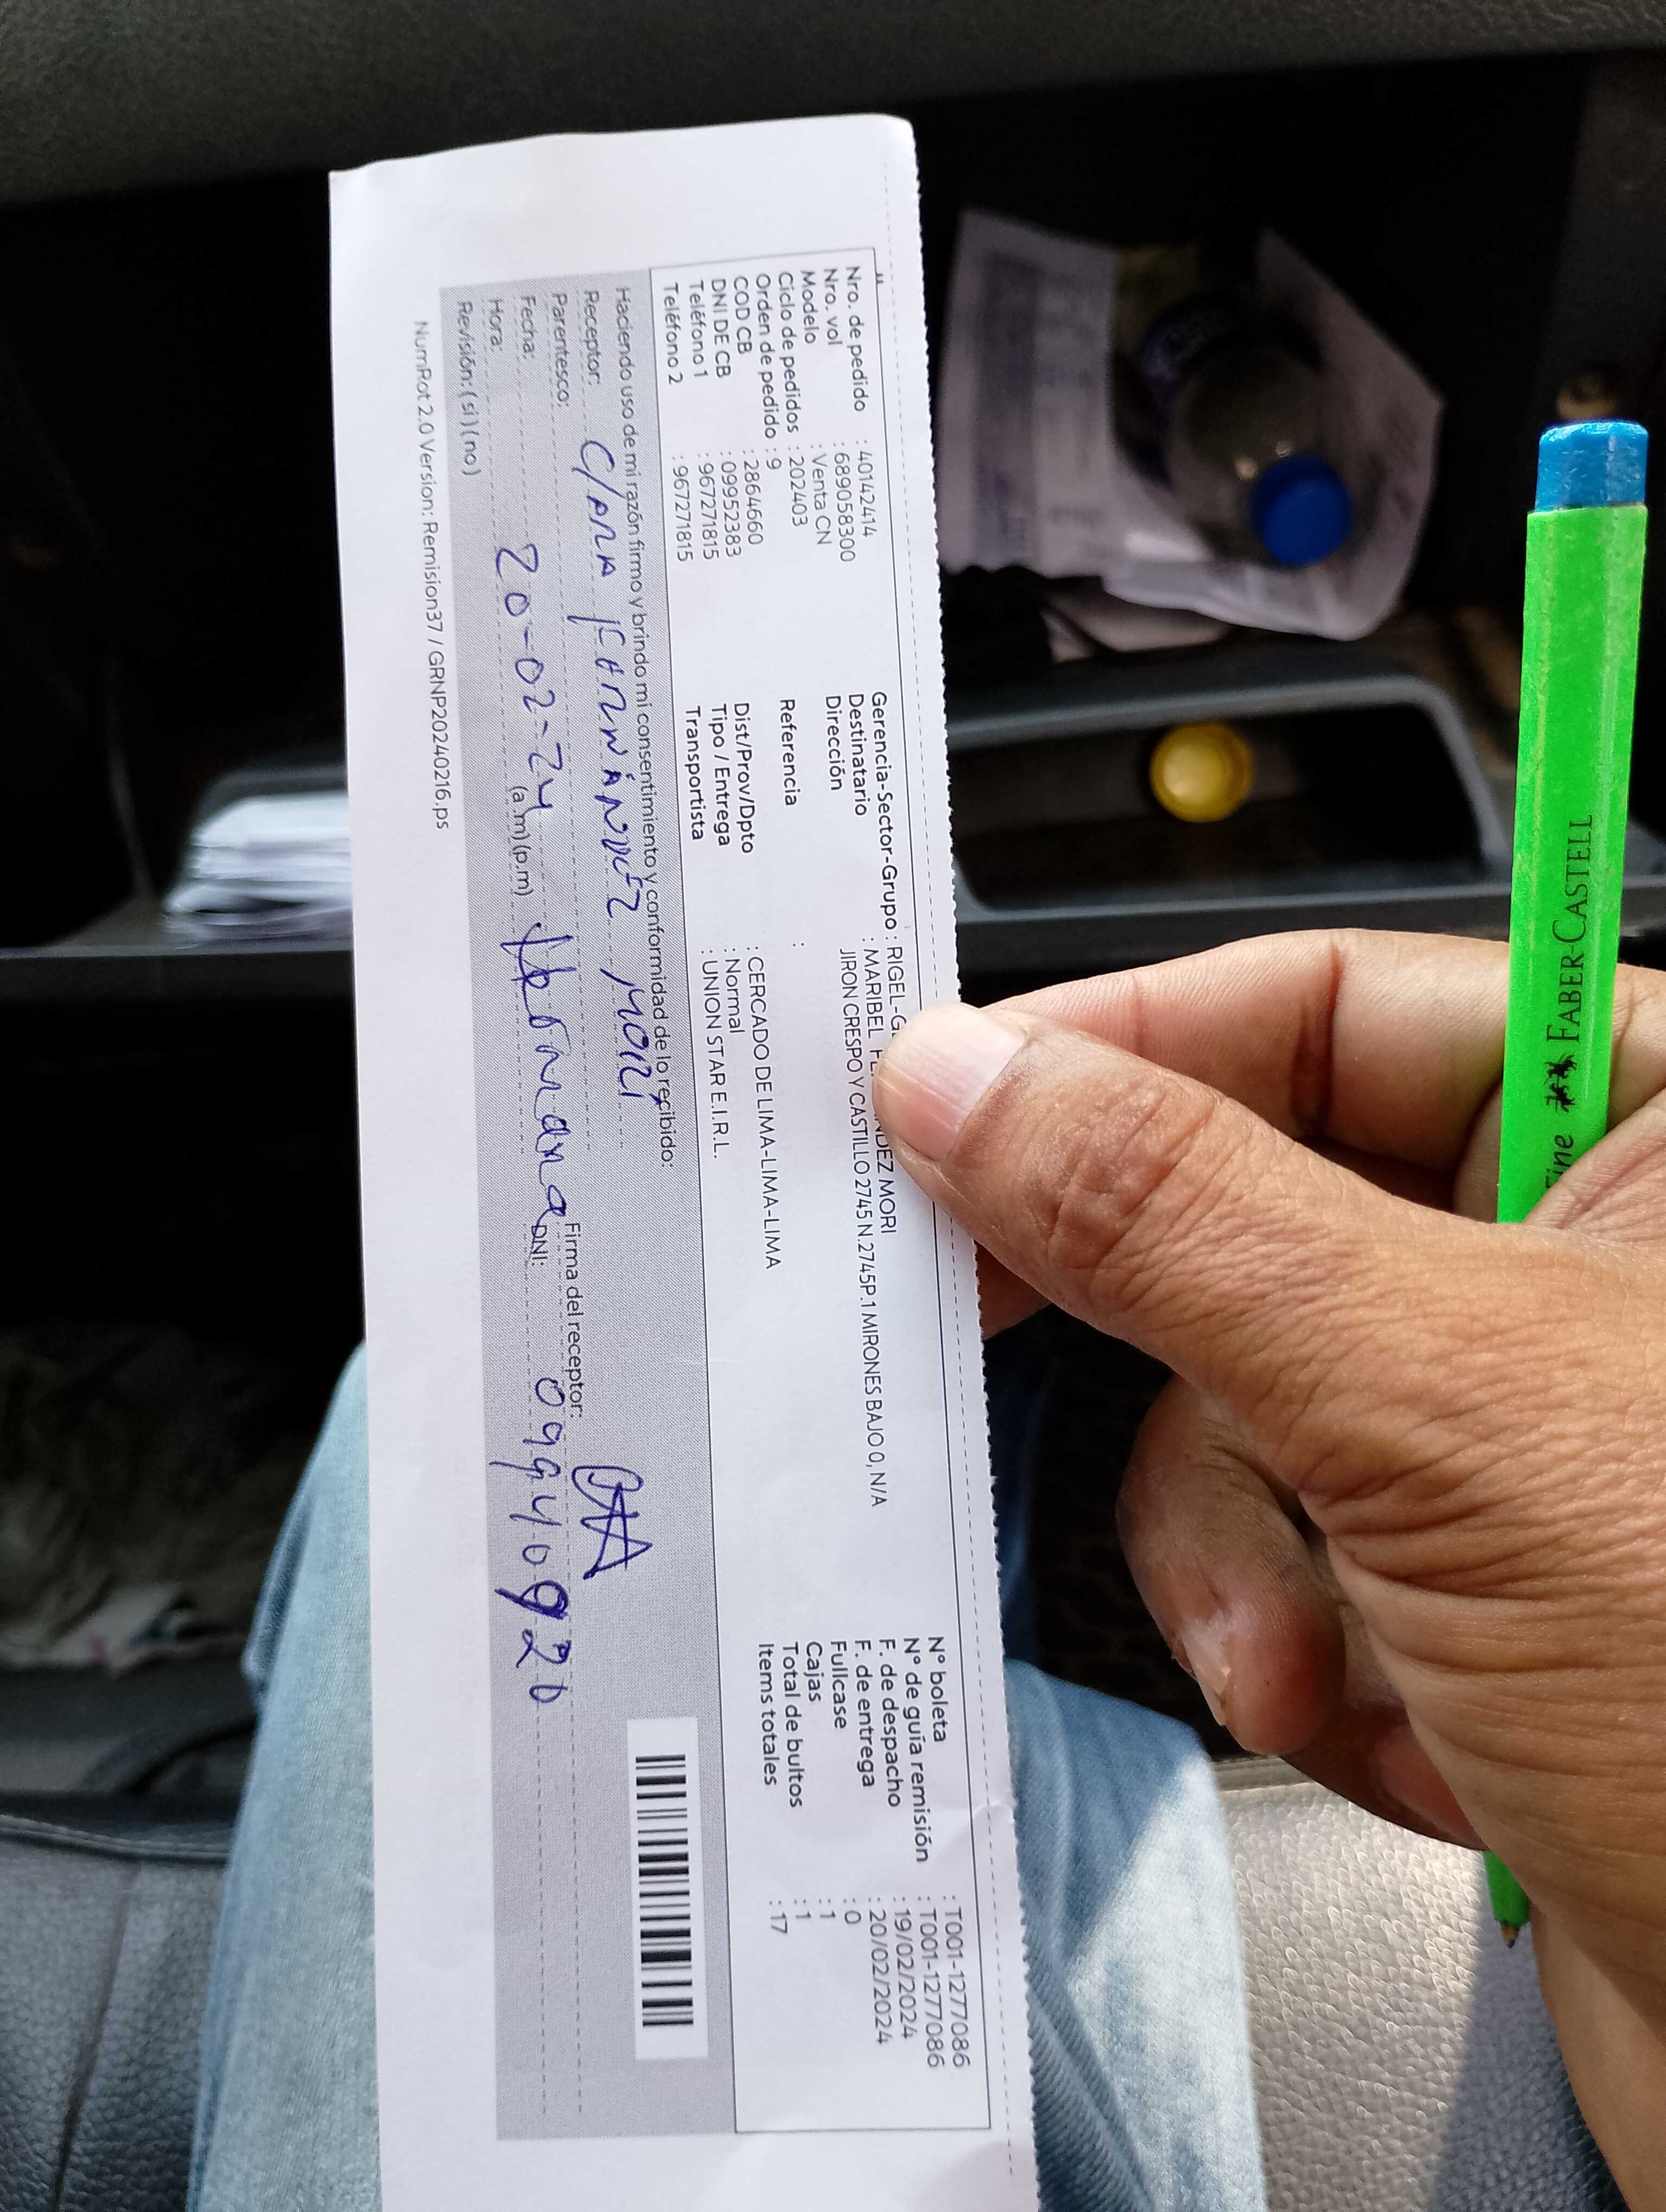 Nro. de pedido : 40142414
Nro. vol : 689058300
Modelo : Venta CN
Ciclo de pedidos : 202403
Orden de pedido : 9
COD CB : 2864660
DNI DE CB : 09952383
Teléfono 1 : 967271815
Teléfono 2 : 967271815
Gerencia-Sector-Grupo : RIGEL-G
Destinatario : MARIBEL NDEZ MORI
Dirección JIRON CRESPO Y CASTILLO 2745 N.2745P.1 MIRONES BAJO 0, N/A
Referencia :
Dist/Prov/Dpto : CERCADO DE LIMA-LIMA-LIMA
Tipo / Entrega : Normal
Transportista : UNION STAR E.I.R.L.
N° boleta : T001-1277086
N° de guía remisión : T001-1277086
F. de despacho : 19/02/2024
F. de entrega : 20/02/2024
Fullcase : 0
Cajas : 1
Total de bultos : 1
Items totales : 17
Haciendo uso de mi razón firmo y brindo mi consentimiento y conformidad de lo recibido:
Receptor: CLARA FERNÁNDEZ MORI
Parentesco: Hermana
Firma del receptor:
Fecha: 20-02-24
DNI: 09940920
Hora: (a.m) (p.m)
Revisión: (si) (no)
NumRot 2.0 Version: Remision37 / GRNP20240216.ps
FABER-CASTELL